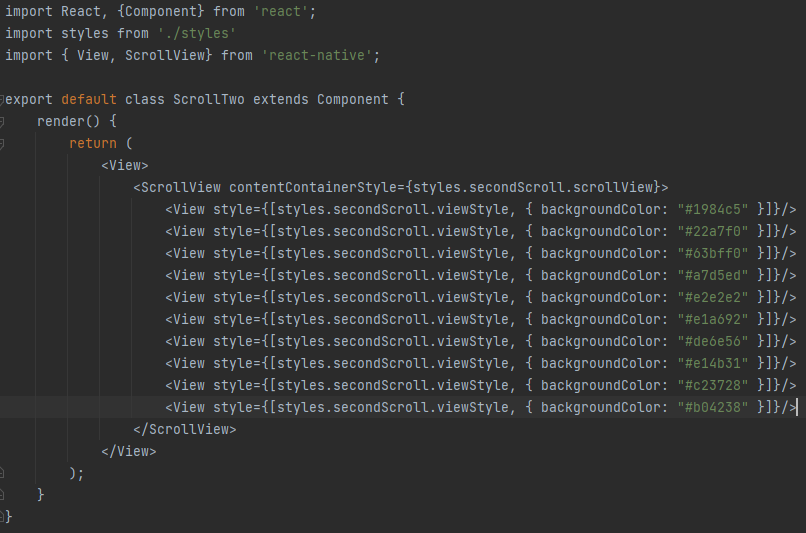 import React, {Component} from 'react';
import styles from './styles'
import { View, ScrollView} from 'react-native';

export default class ScrollTwo extends Component {
    render() {
        return (
            <View>
                <ScrollView contentContainerStyle={styles.secondScroll.scrollView}>
                    <View style={[styles.secondScroll.viewStyle, { backgroundColor: "#1984c5" }]}/>
                    <View style={[styles.secondScroll.viewStyle, { backgroundColor: "#22a7f0" }]}/>
                    <View style={[styles.secondScroll.viewStyle, { backgroundColor: "#63bff0" }]}/>
                    <View style={[styles.secondScroll.viewStyle, { backgroundColor: "#a7d5ed" }]}/>
                    <View style={[styles.secondScroll.viewStyle, { backgroundColor: "#e2e2e2" }]}/>
                    <View style={[styles.secondScroll.viewStyle, { backgroundColor: "#e1a692" }]}/>
                    <View style={[styles.secondScroll.viewStyle, { backgroundColor: "#de6e56" }]}/>
                    <View style={[styles.secondScroll.viewStyle, { backgroundColor: "#e14b31" }]}/>
                    <View style={[styles.secondScroll.viewStyle, { backgroundColor: "#c23728" }]}/>
                    <View style={[styles.secondScroll.viewStyle, { backgroundColor: "#b04238" }]}/>
                </ScrollView>
            </View>
        );
    }
}